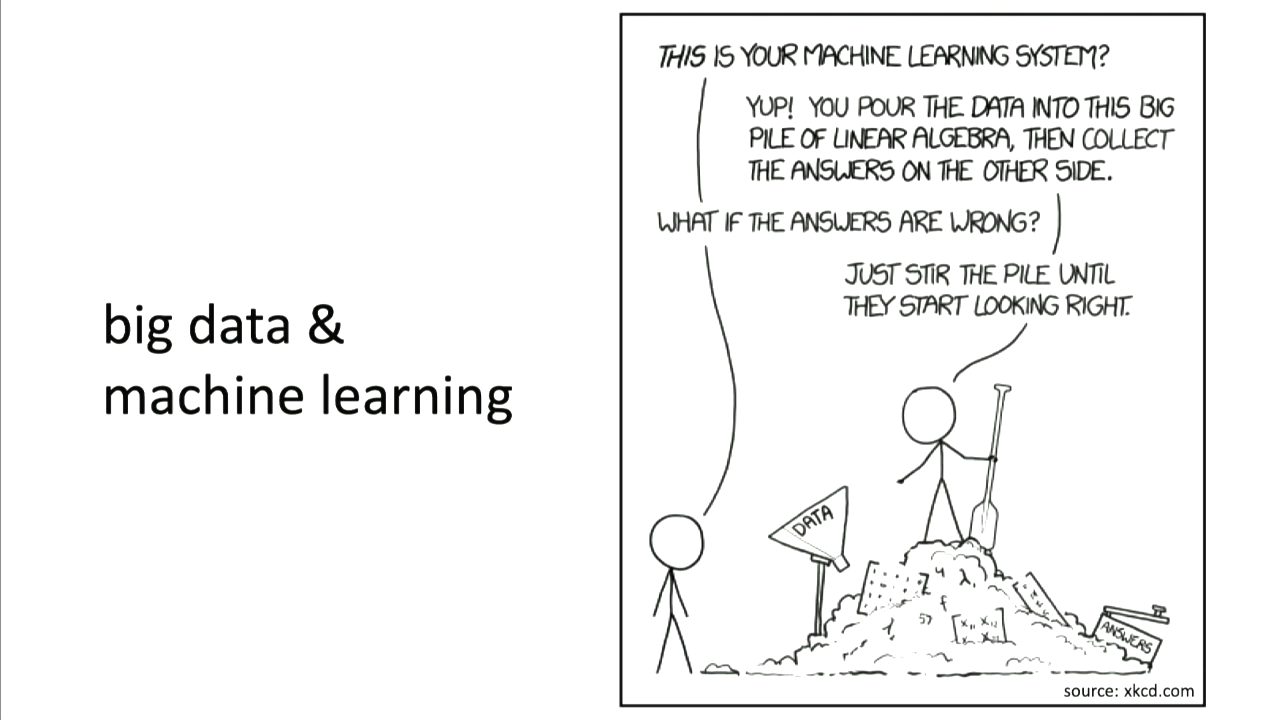 big data &
machine learning
THIS IS YOUR MACHINE LEARNING SYSTEM?
YUP! YOU POUR THE DATA INTO THIS BIG
PILE OF LINEAR ALGEBRA, THEN COLLECT
THE ANSWERS ON THE OTHER SIDE.
WHAT IF THE ANSWERS ARE WRONG?
JUST STIR THE PILE UNTIL
THEY START LOOKING RIGHT.
DATA
ANSWERS
source: xkcd.com